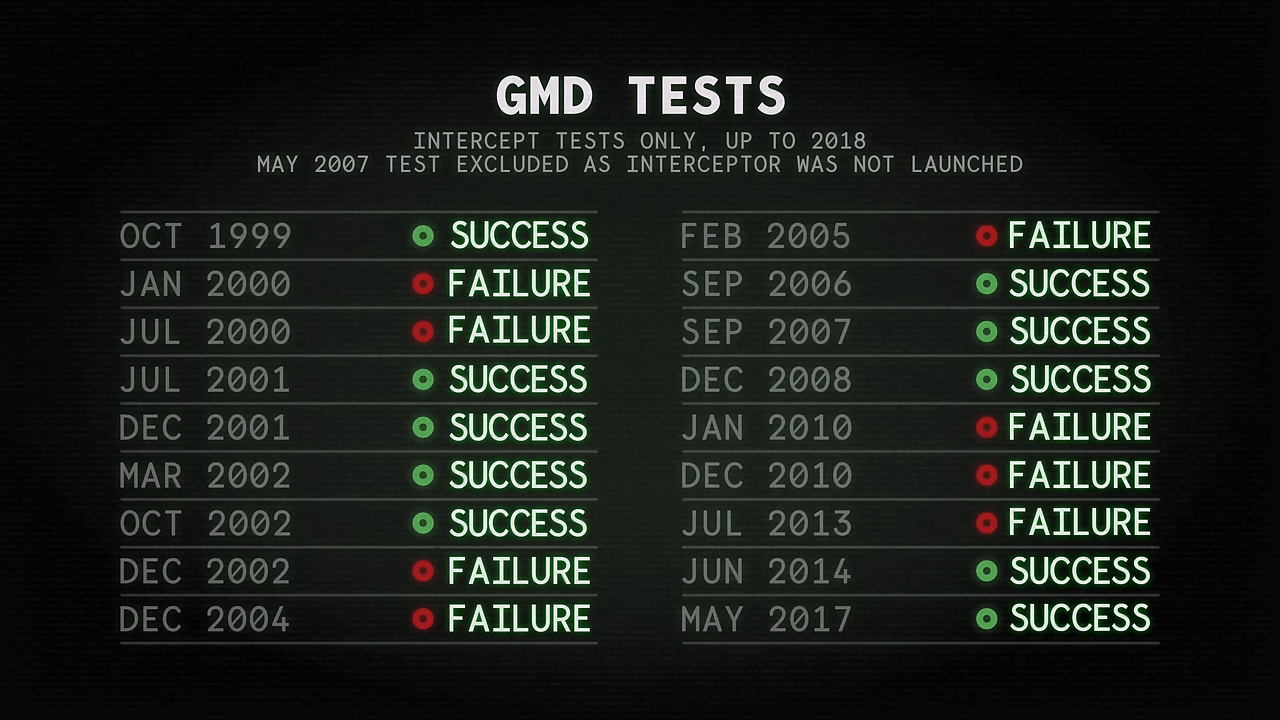 GMD TESTS
INTERCEPT TESTS ONLY, UP TO 2018
MAY 2007 TEST EXCLUDED AS INTERCEPTOR WAS NOT LAUNCHED
OCT 1999 SUCCESS
JAN 2000 FAILURE
JUL 2000 FAILURE
JUL 2001 SUCCESS
DEC 2001 SUCCESS
MAR 2002 SUCCESS
OCT 2002 SUCCESS
DEC 2002 FAILURE
DEC 2004 FAILURE
FEB 2005 FAILURE
SEP 2006 SUCCESS
SEP 2007 SUCCESS
DEC 2008 SUCCESS
JAN 2010 FAILURE
DEC 2010 FAILURE
JUL 2013 FAILURE
JUN 2014 SUCCESS
MAY 2017 SUCCESS